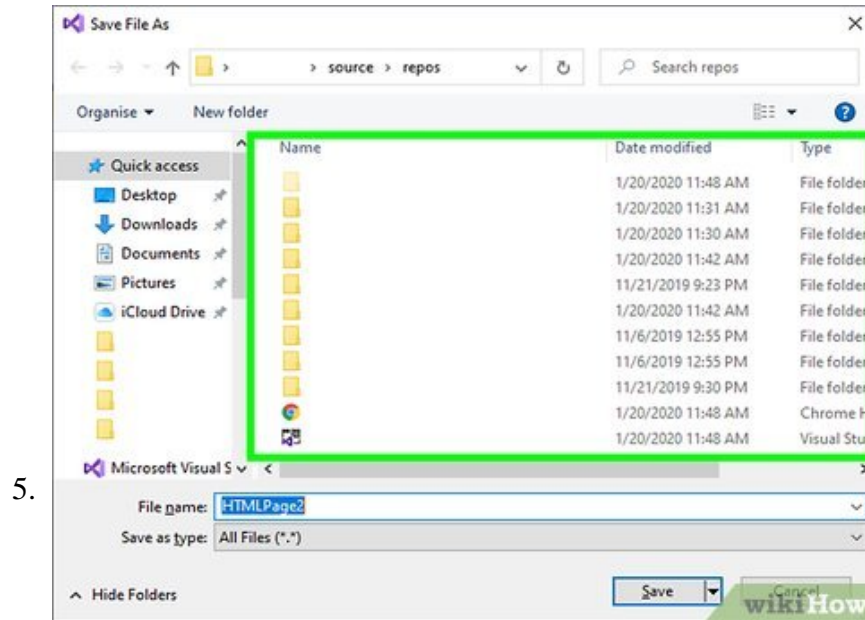 Save File As
source > repos
Search repos
Organise
New folder
Name Date modified Type
Quick access
Desktop
Downloads
Documents
Pictures
iCloud Drive
1/20/2020 11:48 AM File folder
1/20/2020 11:31 AM File folder
1/20/2020 11:30 AM File folder
1/20/2020 11:42 AM File folder
11/21/2019 9:23 PM File folder
1/20/2020 11:42 AM File folder
11/6/2019 12:55 PM File folder
11/6/2019 12:55 PM File folder
11/21/2019 9:30 PM File folder
1/20/2020 11:48 AM Chrome H
1/20/2020 11:48 AM Visual Stu
Microsoft Visual S
5.
File name: HTMLPage2
Save as type: All Files (*.*)
Hide Folders
Save
Cancel
wikiHow